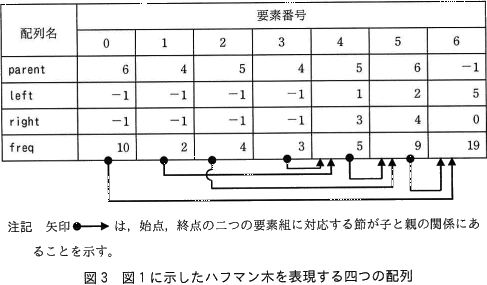 配列名 要素番号
0 1 2 3 4 5 6
parent 6 4 5 4 5 6 －1
left －1 －1 －1 －1 1 2 5
right －1 －1 －1 －1 3 4 0
freq 10 2 4 3 5 9 19
注記 矢印●→は，始点，終点の二つの要素組に対応する節が子と親の関係にあ
ることを示す。
図3 図1に示したハフマン木を表現する四つの配列